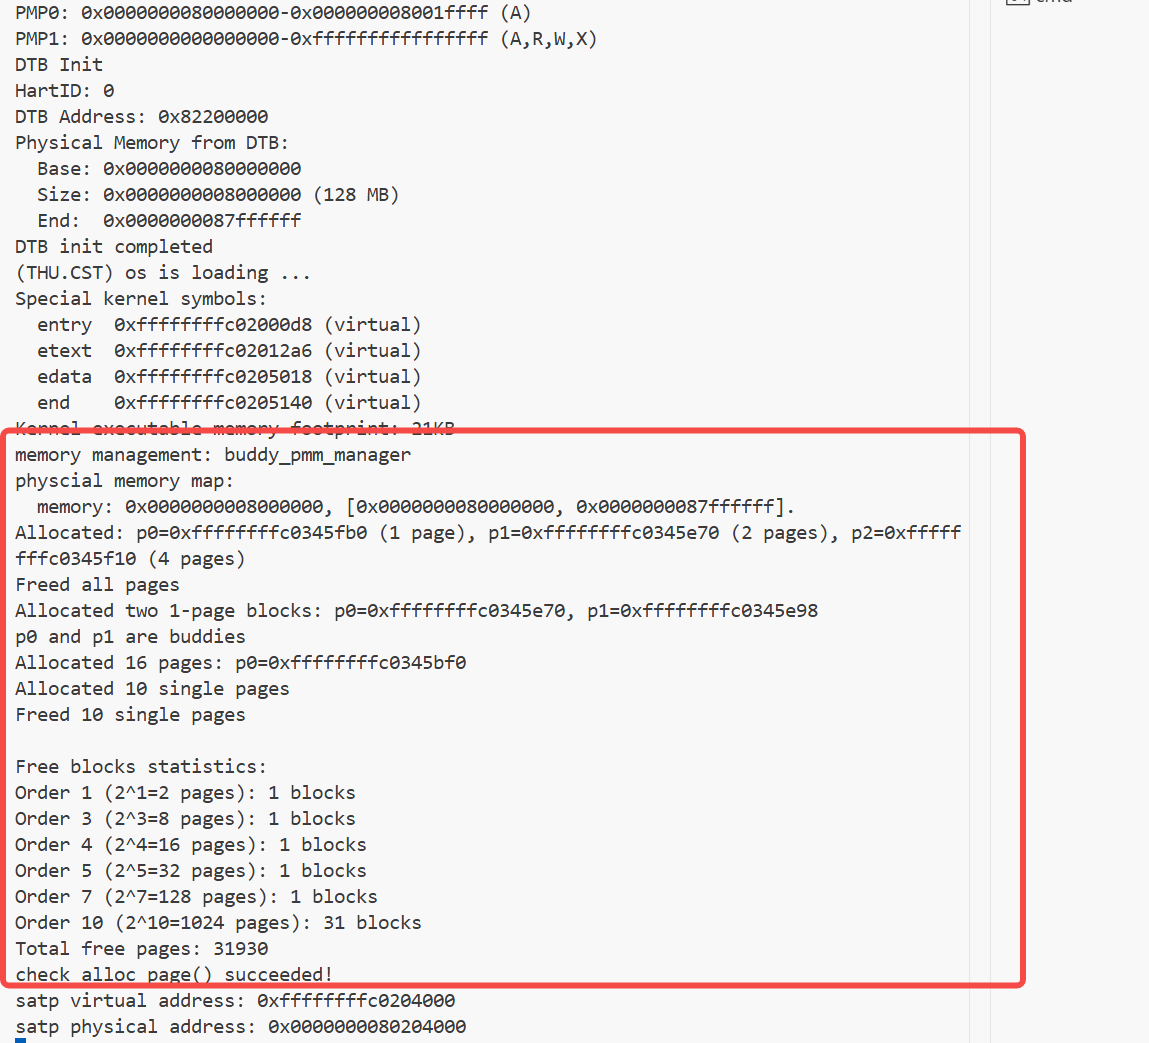 PMP0: 0x0000000080000000-0x000000008001ffff (A)
PMP1: 0x0000000000000000-0xffffffffffffffff (A,R,W,X)
DTB Init
HartID: 0
DTB Address: 0x82200000
Physical Memory from DTB:
  Base: 0x0000000080000000
  Size: 0x0000000008000000 (128 MB)
  End:  0x0000000087ffffff
DTB init completed
(THU.CST) os is loading ...
Special kernel symbols:
  entry  0xffffffffc02000d8 (virtual)
  etext  0xffffffffc02012a6 (virtual)
  edata  0xffffffffc0205018 (virtual)
  end    0xffffffffc0205140 (virtual)
Kernel executable memory footprint: 21KB
memory management: buddy_pmm_manager
physcial memory map:
  memory: 0x0000000008000000, [0x0000000080000000, 0x0000000087ffffff].
Allocated: p0=0xffffffffc0345fb0 (1 page), p1=0xffffffffc0345e70 (2 pages), p2=0xfffff
fffc0345f10 (4 pages)
Freed all pages
Allocated two 1-page blocks: p0=0xffffffffc0345e70, p1=0xffffffffc0345e98
p0 and p1 are buddies
Allocated 16 pages: p0=0xffffffffc0345bf0
Allocated 10 single pages
Freed 10 single pages
Free blocks statistics:
Order 1 (2^1=2 pages): 1 blocks
Order 3 (2^3=8 pages): 1 blocks
Order 4 (2^4=16 pages): 1 blocks
Order 5 (2^5=32 pages): 1 blocks
Order 7 (2^7=128 pages): 1 blocks
Order 10 (2^10=1024 pages): 31 blocks
Total free pages: 31930
check_alloc_page() succeeded!
satp virtual address: 0xffffffffc0204000
satp physical address: 0x0000000080204000